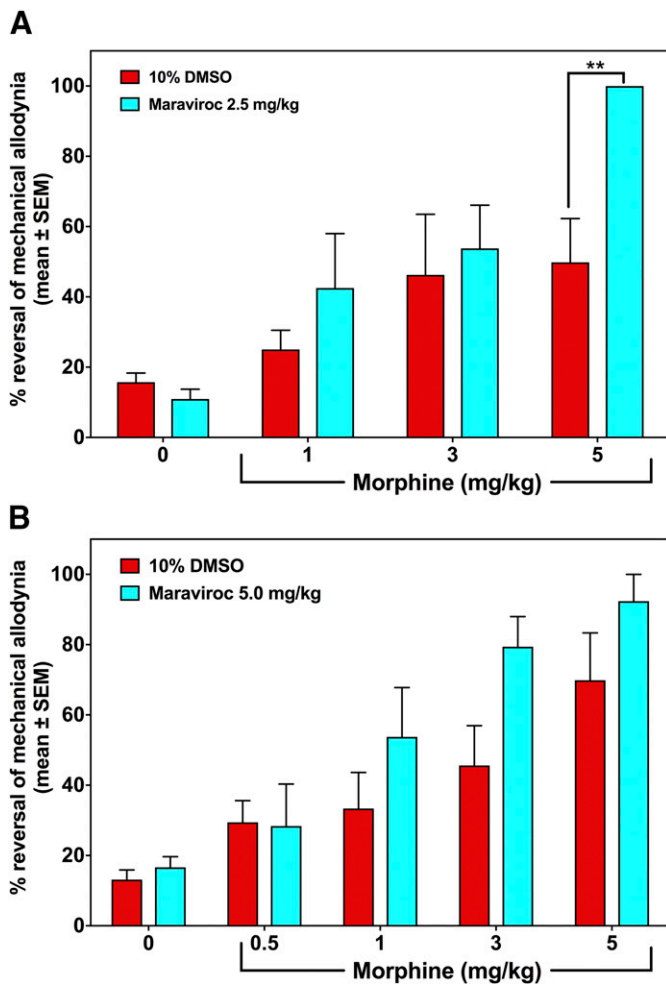 A
% reversal of mechanical allodynia
(mean ± SEM)
100
80
60
40
20
0
10% DMSO
Maraviroc 2.5 mg/kg
**
0
1
3
5
Morphine (mg/kg)
B
% reversal of mechanical allodynia
(mean ± SEM)
100
80
60
40
20
0
10% DMSO
Maraviroc 5.0 mg/kg
0
0.5
1
3
5
Morphine (mg/kg)